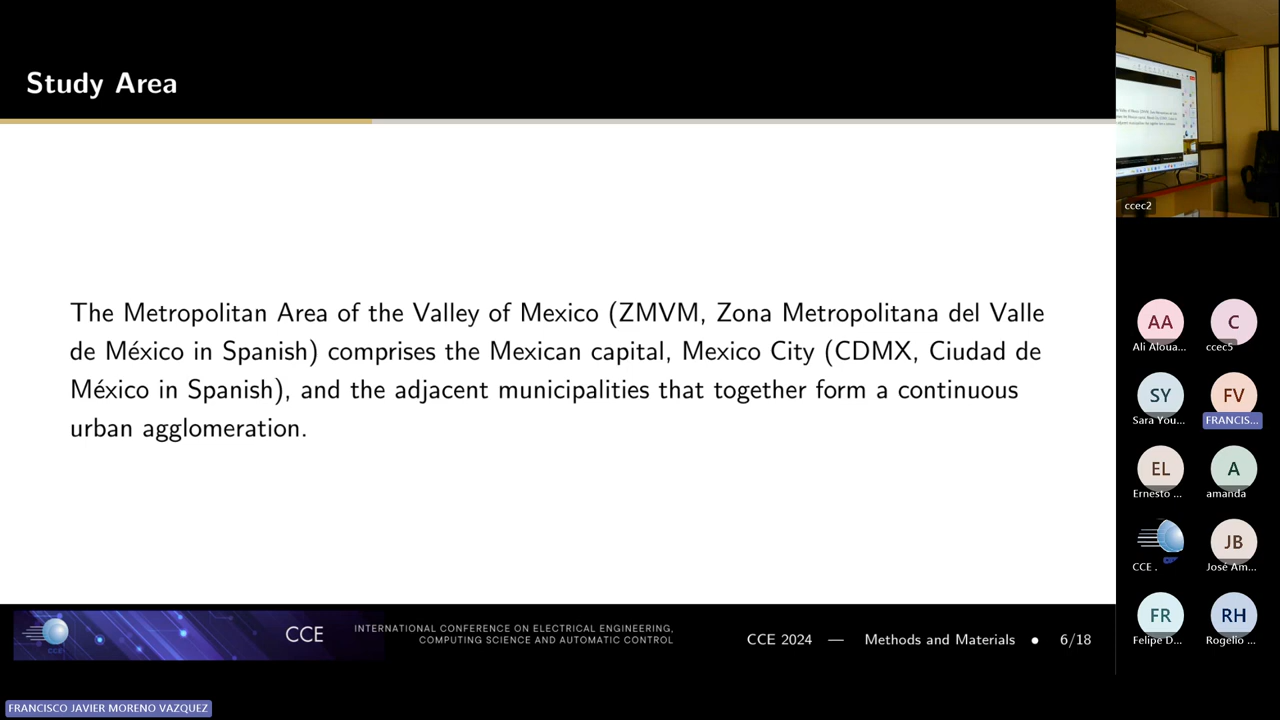 Study Area
The Metropolitan Area of the Valley of Mexico (ZMVM, Zona Metropolitana del Valle
de México in Spanish) comprises the Mexican capital, Mexico City (CDMX, Ciudad de
México in Spanish), and the adjacent municipalities that together form a continuous
urban agglomeration.
CCE
INTERNATIONAL CONFERENCE ON ELECTRICAL ENGINEERING,
COMPUTING SCIENCE AND AUTOMATIC CONTROL
CCE 2024 — Methods and Materials • 6/18
FRANCISCO JAVIER MORENO VAZQUEZ
ccec2
AA
Ali Aloua...
C
ccec5
SY
Sara You...
FV
FRANCIS...
EL
Ernesto ...
A
amanda
CCE .
JB
José Am...
FR
Felipe D...
RH
Rogelio ...